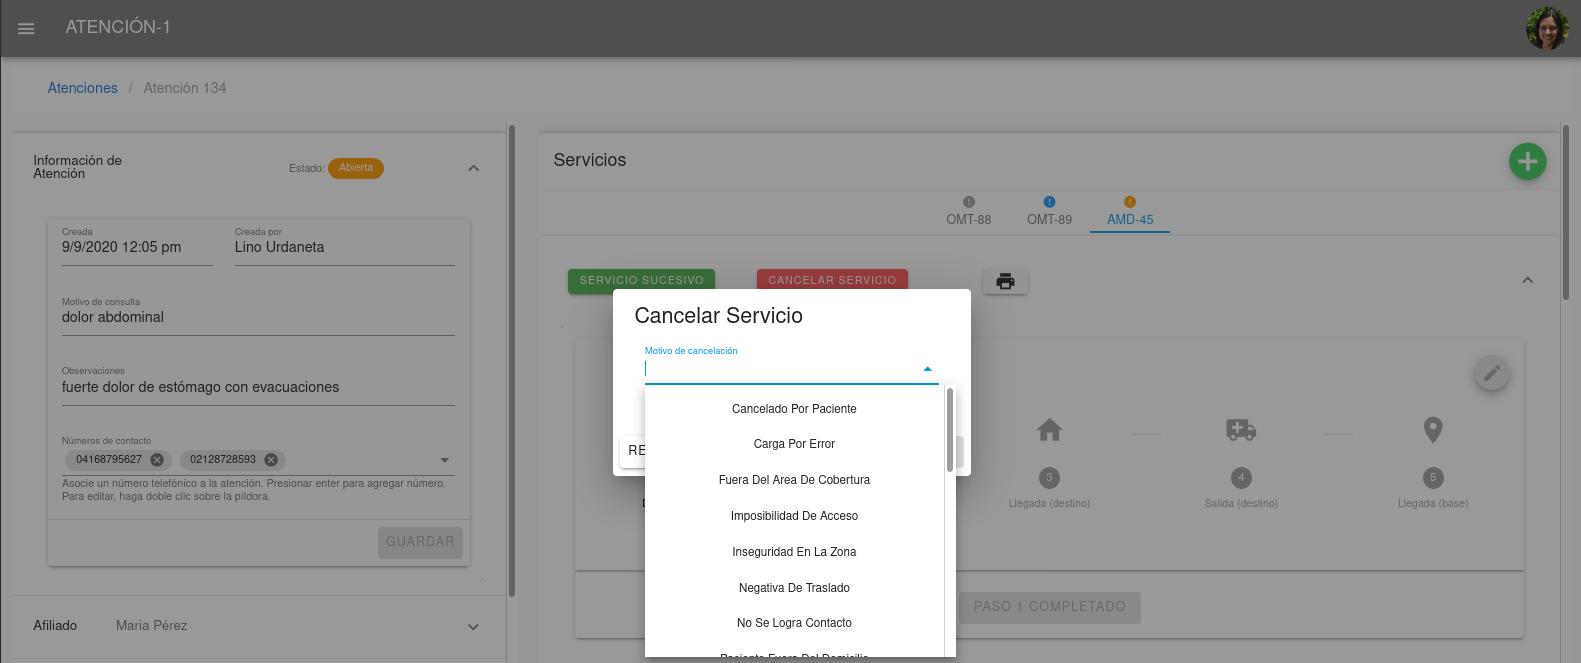 ATENCIÓN-1
Atenciones / Atención 134
Información de
Atención
Estado: Abierta
Creada
9/9/2020 12:05 pm
Creada por
Lino Urdaneta
Motivo de consulta
dolor abdominal
Observaciones
fuerte dolor de estómago con evacuaciones
Números de contacto
04168795627
02128728593
Asocie un número telefónico a la atención. Presionar enter para agregar número.
Para editar, haga doble clic sobre la píldora.
GUARDAR
Afiliado Maria Pérez
Servicios
OMT-88
OMT-89
AMD-45
SERVICIO SUCESIVO
CANCELAR SERVICIO
Cancelar Servicio
Motivo de cancelación
Cancelado Por Paciente
Carga Por Error
Fuera Del Area De Cobertura
Imposibilidad De Acceso
Inseguridad En La Zona
Negativa De Traslado
No Se Logra Contacto
Paciente Fuera Del Domicilio
RE
3
Llegada (destino)
4
Salida (destino)
5
Llegada (base)
PASO 1 COMPLETADO